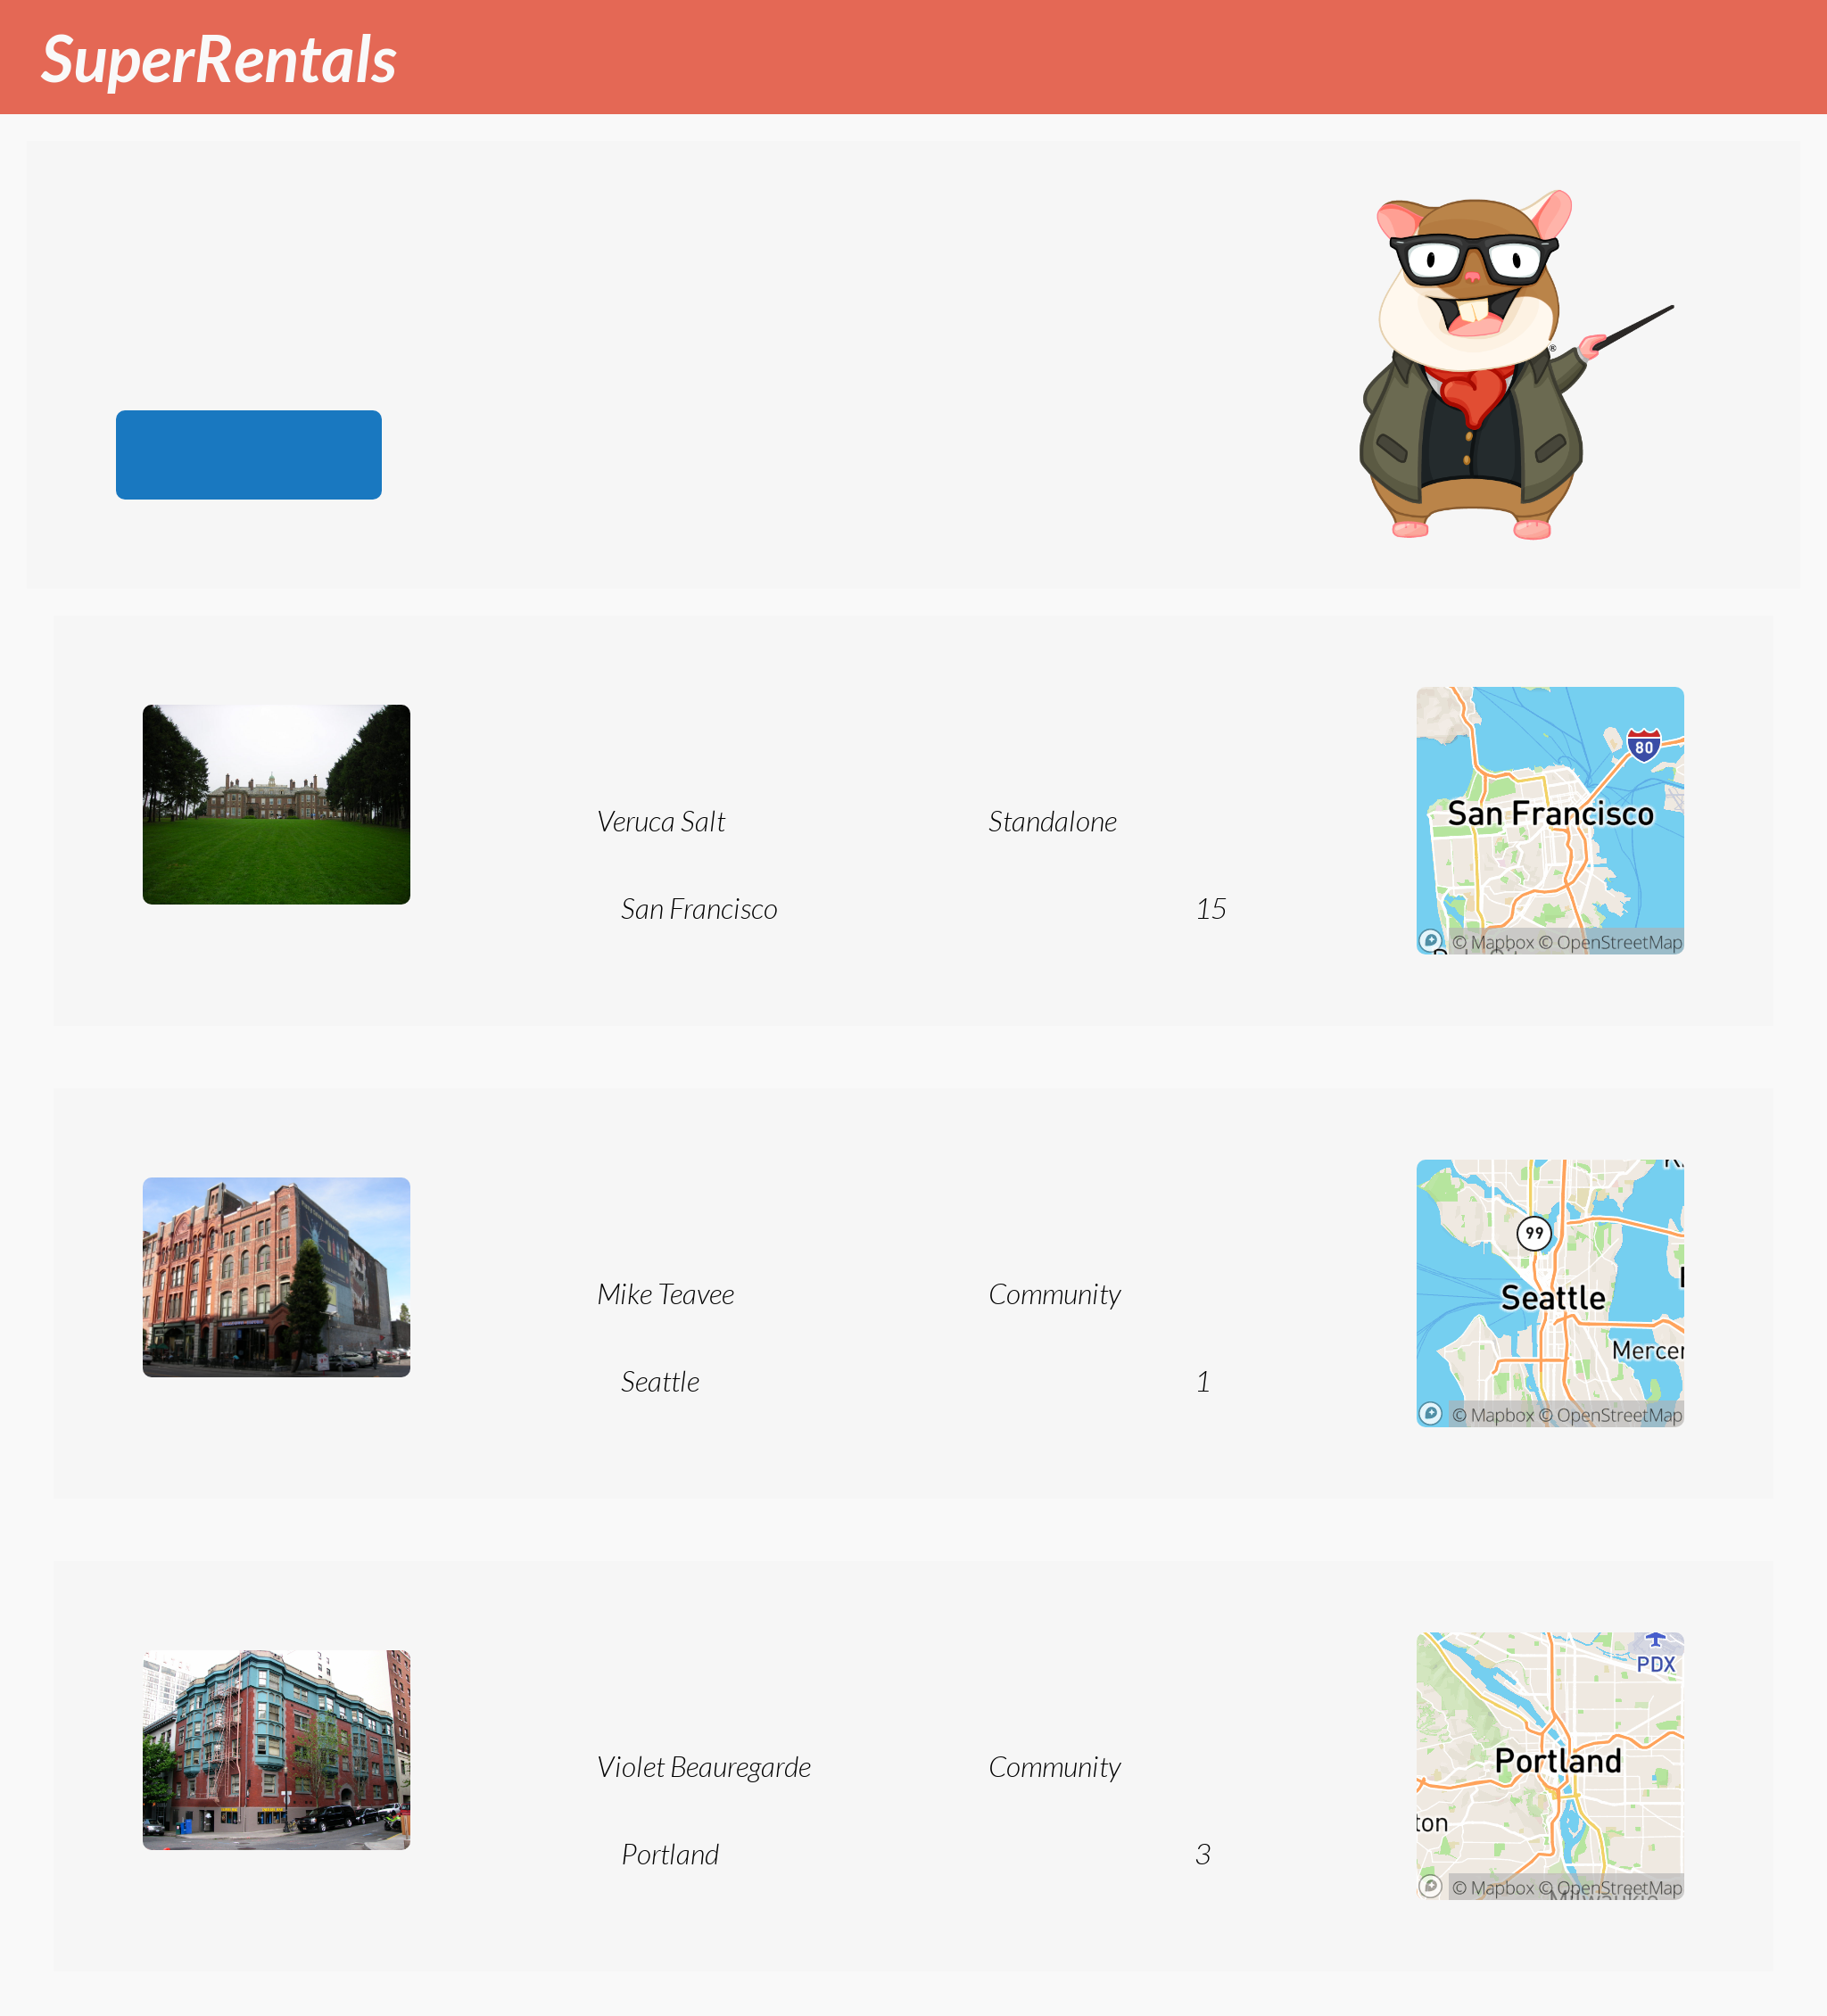 SuperRentals
®
Veruca Salt
Standalone
San Francisco
15
80
San Francisco
© Mapbox © OpenStreetMap
Mike Teavee
Community
Seattle
1
99
Seattle
Mercer
© Mapbox © OpenStreetMap
Violet Beauregarde
Community
Portland
3
PDX
Portland
ton
© Mapbox © OpenStreetMap